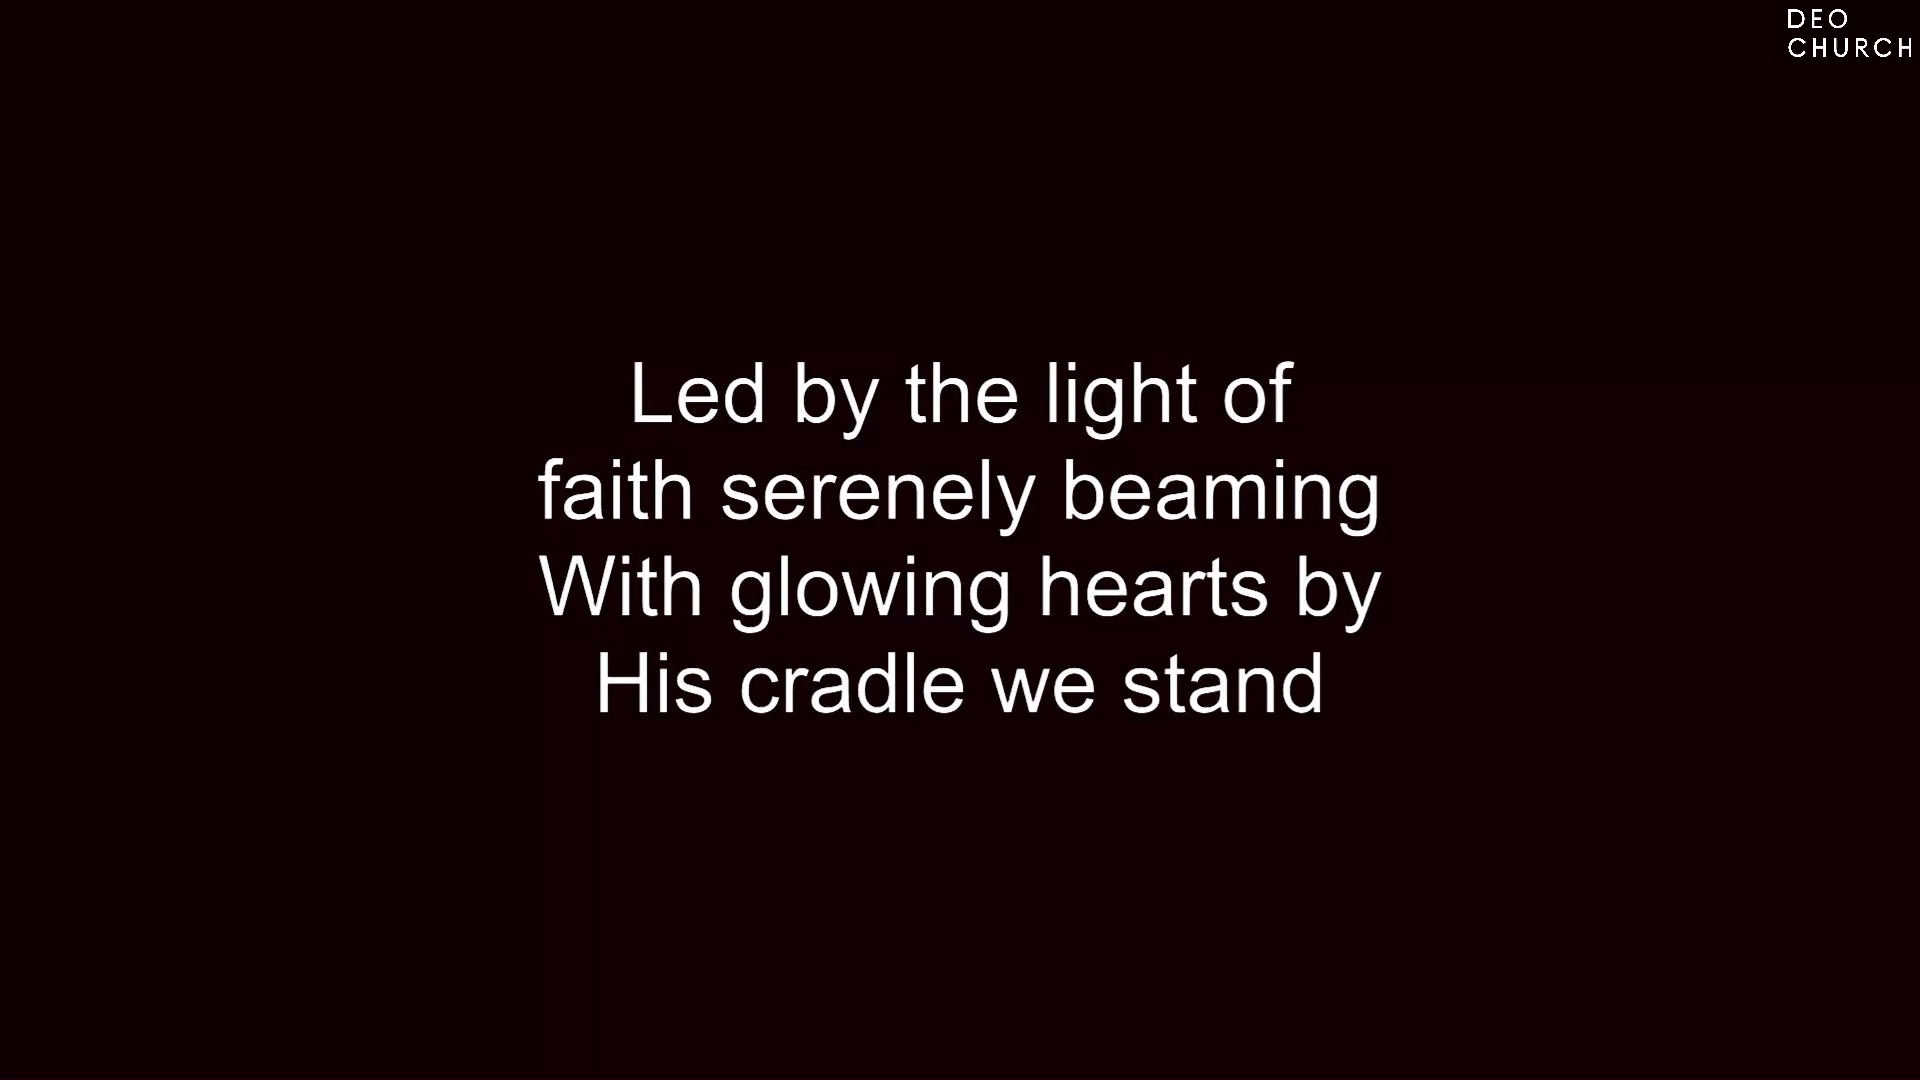 DEO
CHURCH
Led by the light of
faith serenely beaming
With glowing hearts by
His cradle we stand